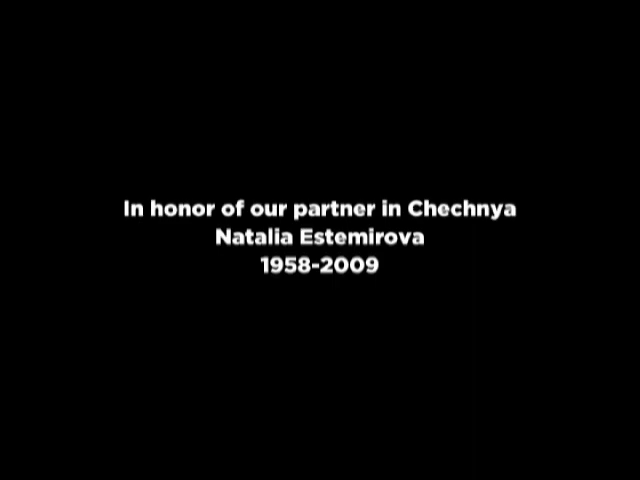 In honor of our partner in Chechnya
Natalia Estemirova
1958-2009